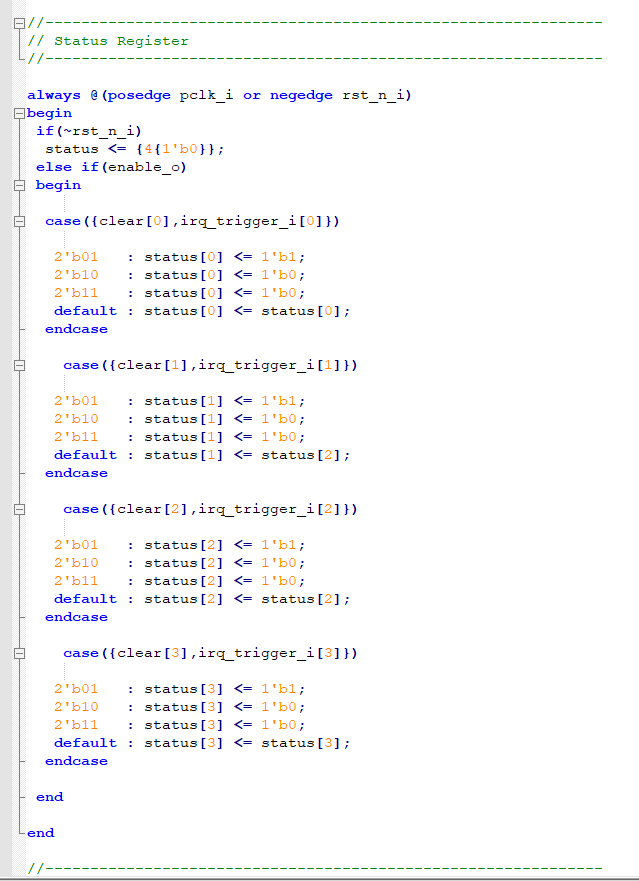 //--------------------------------------------------------------
// Status Register
//--------------------------------------------------------------
always @(posedge pclk_i or negedge rst_n_i)
begin
if(~rst_n_i)
status <= {4{1'b0}};
else if(enable_o)
begin
case({clear[0],irq_trigger_i[0]})
2'b01 : status[0] <= 1'b1;
2'b10 : status[0] <= 1'b0;
2'b11 : status[0] <= 1'b0;
default : status[0] <= status[0];
endcase
case({clear[1],irq_trigger_i[1]})
2'b01 : status[1] <= 1'b1;
2'b10 : status[1] <= 1'b0;
2'b11 : status[1] <= 1'b0;
default : status[1] <= status[2];
endcase
case({clear[2],irq_trigger_i[2]})
2'b01 : status[2] <= 1'b1;
2'b10 : status[2] <= 1'b0;
2'b11 : status[2] <= 1'b0;
default : status[2] <= status[2];
endcase
case({clear[3],irq_trigger_i[3]})
2'b01 : status[3] <= 1'b1;
2'b10 : status[3] <= 1'b0;
2'b11 : status[3] <= 1'b0;
default : status[3] <= status[3];
endcase
end
end
//--------------------------------------------------------------